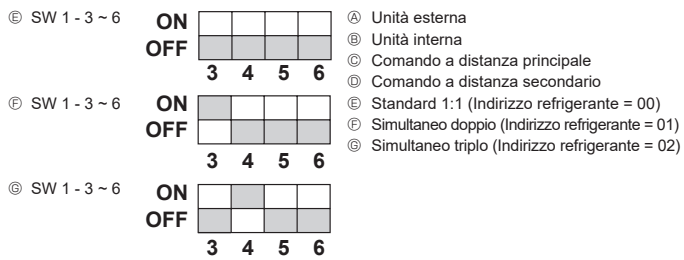 Ⓔ SW 1 - 3 ~ 6
ON
OFF
3 4 5 6
Ⓕ SW 1 - 3 ~ 6
ON
OFF
3 4 5 6
Ⓖ SW 1 - 3 ~ 6
ON
OFF
3 4 5 6
Ⓐ Unità esterna
Ⓑ Unità interna
Ⓒ Comando a distanza principale
Ⓓ Comando a distanza secondario
Ⓔ Standard 1:1 (Indirizzo refrigerante = 00)
Ⓕ Simultaneo doppio (Indirizzo refrigerante = 01)
Ⓖ Simultaneo triplo (Indirizzo refrigerante = 02)